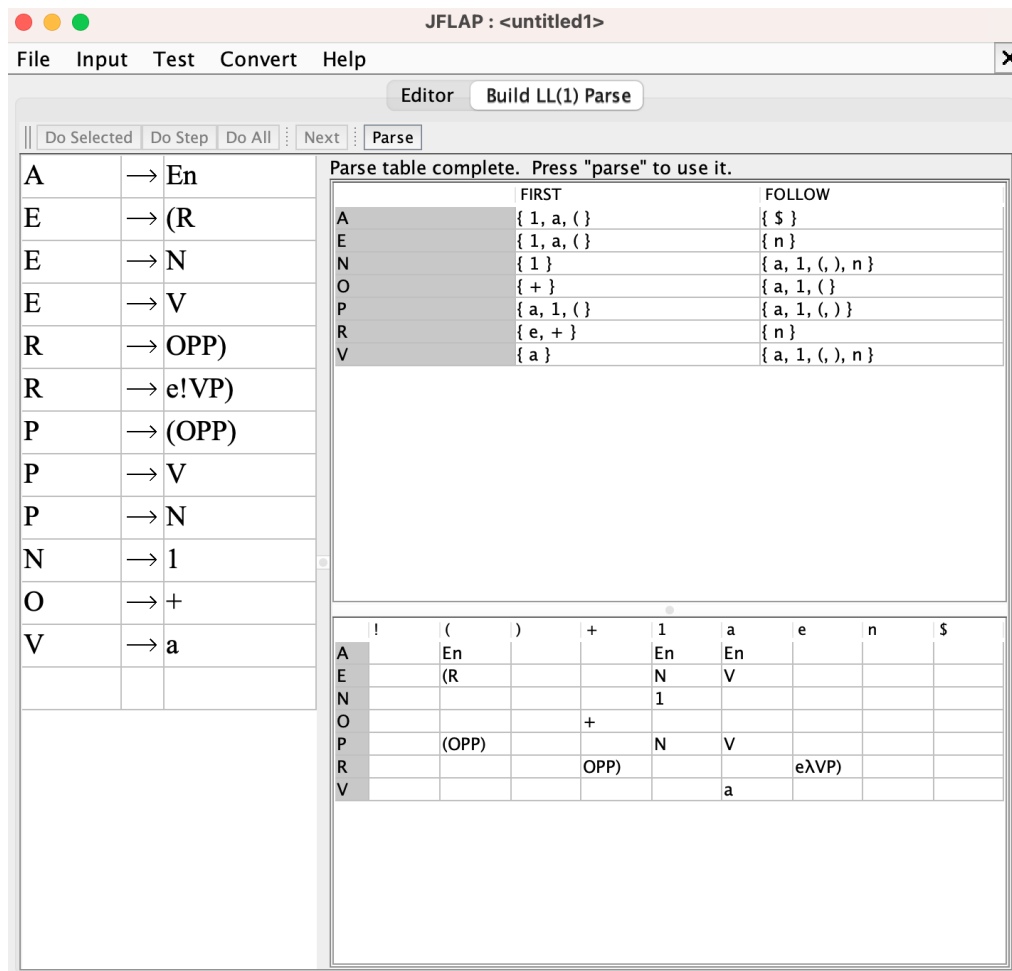 JFLAP : <untitled1>
File Input Test Convert Help ×
Editor Build LL(1) Parse
Do Selected Do Step Do All Next Parse
A → En
E → (R
E → N
E → V
R → OPP)
R → e!VP)
P → (OPP)
P → V
P → N
N → 1
O → +
V → a
Parse table complete. Press "parse" to use it.
FIRST FOLLOW
A { 1, a, ( } { $ }
E { 1, a, ( } { n }
N { 1 } { a, 1, (, ), n }
O { + } { a, 1, ( }
P { a, 1, ( } { a, 1, (, ) }
R { e, + } { n }
V { a } { a, 1, (, ), n }
! ( ) + 1 a e n $
A En En En
E (R N V
N 1
O +
P (OPP) N V
R OPP) eλVP)
V a